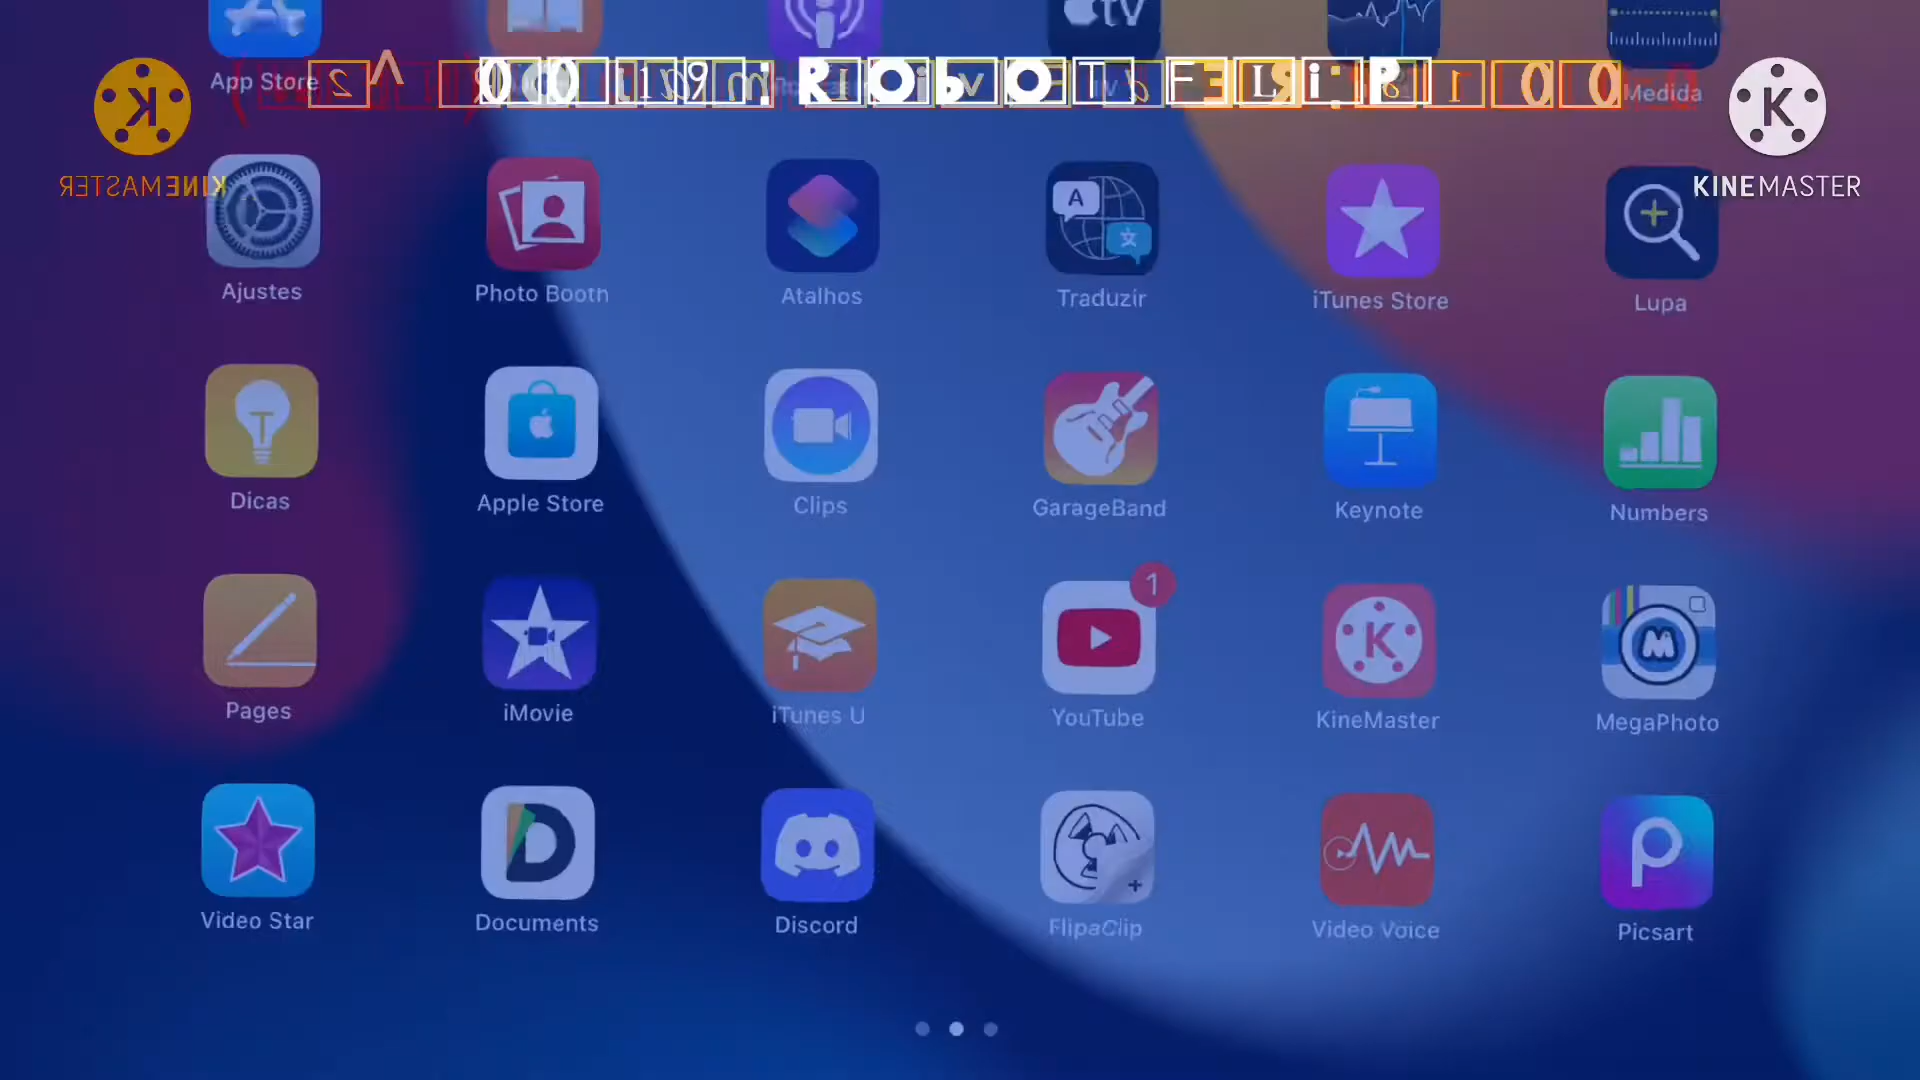 tv
App Store
Medida
KINEMASTER
KINEMASTER
Ajustes
Photo Booth
Atalhos
Traduzir
iTunes Store
Lupa
Dicas
Apple Store
Clips
GarageBand
Keynote
Numbers
1
Pages
iMovie
iTunes U
YouTube
KineMaster
MegaPhoto
Video Star
Documents
Discord
FlipaClip
Video Voice
Picsart